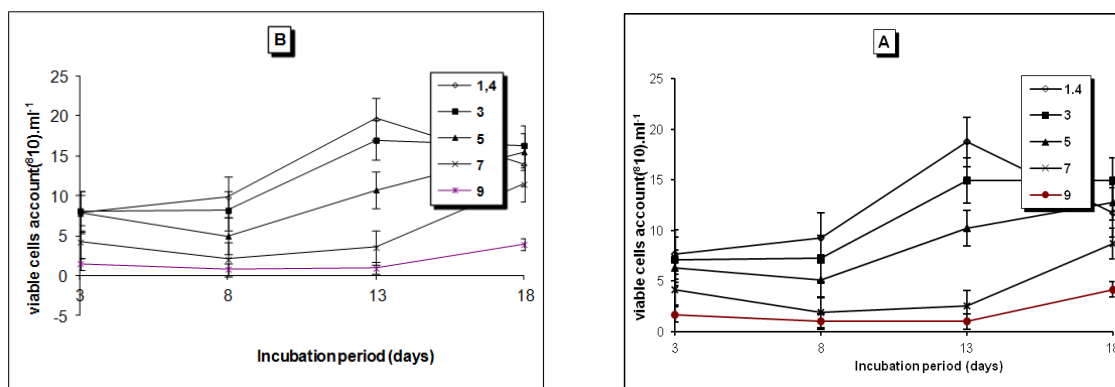 B
25
20
15
10
5
0
-5
3 8 13 18
viable cells account(⁸10).ml⁻¹
Incubation period (days)
1,4
3
5
7
9
A
25
20
15
10
5
0
3 8 13 18
viable cells account(⁸10).ml⁻¹
Incubation period (days)
1.4
3
5
7
9